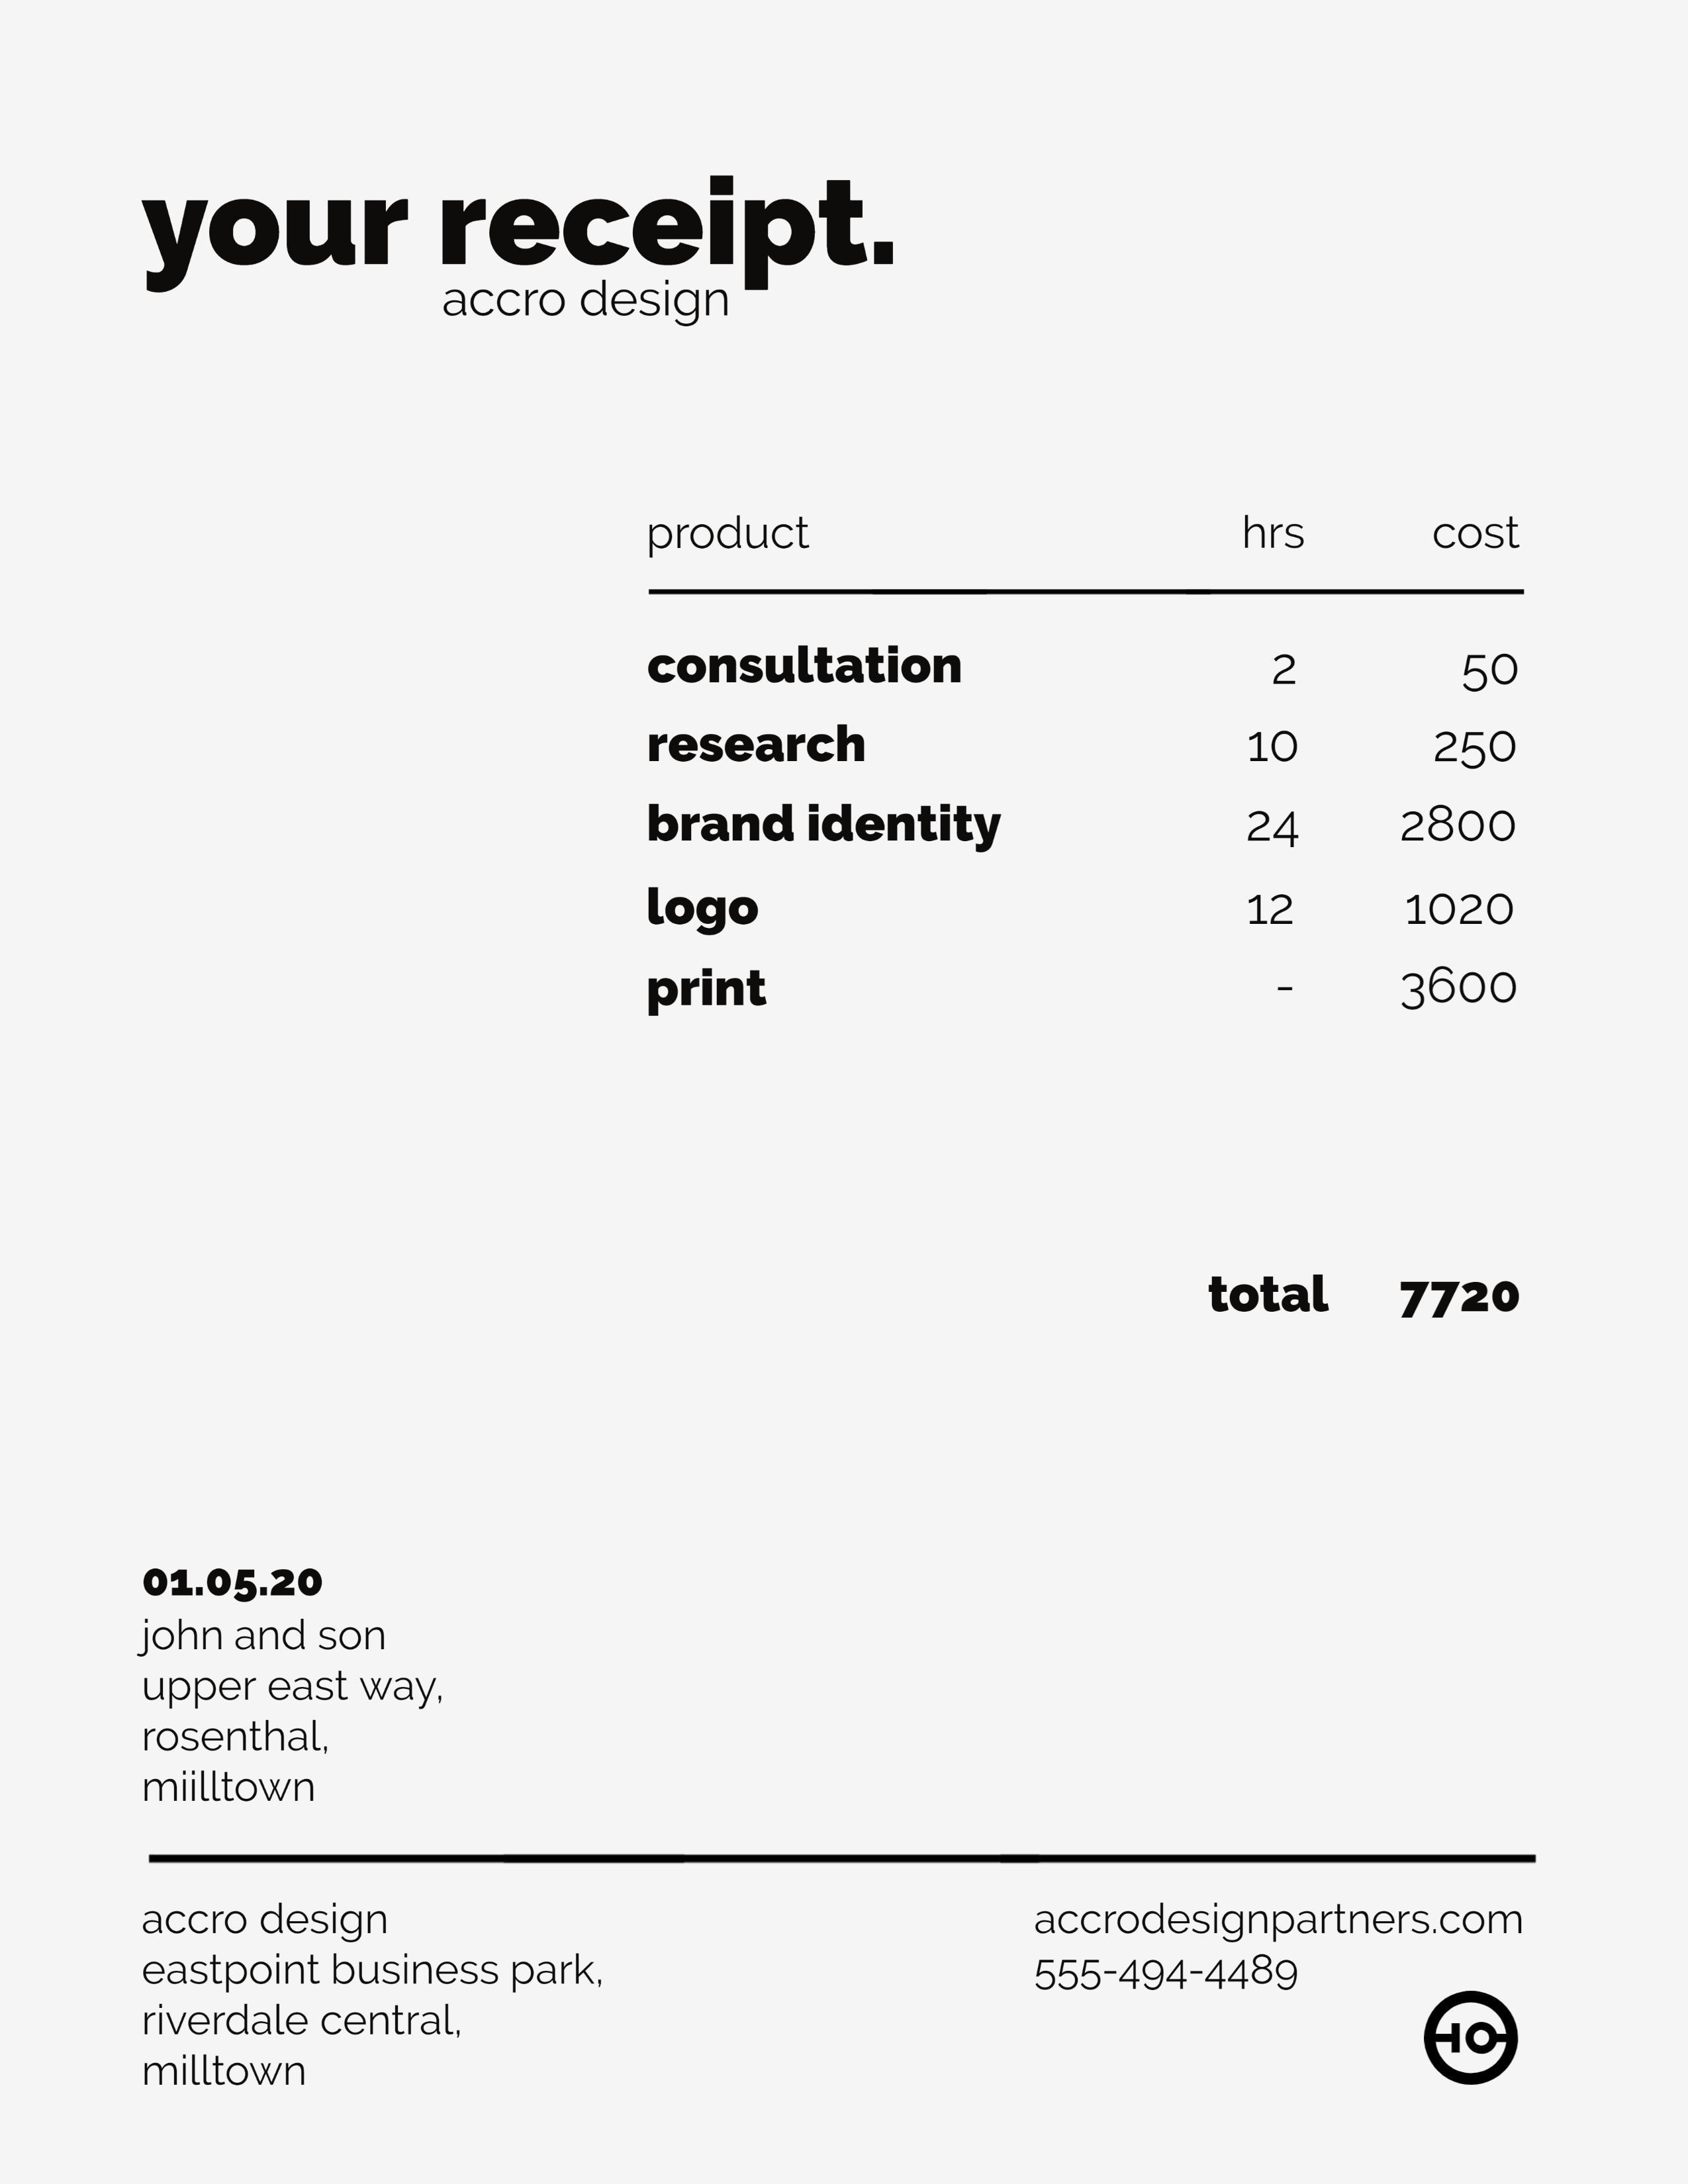 your receipt.
accro design
product hrs cost
consultation 2 50
research 10 250
brand identity 24 2800
logo 12 1020
print - 3600
total 7720
01.05.20
john and son
upper east way,
rosenthal,
miilltown
accro design
eastpoint business park,
riverdale central,
milltown
accrodesignpartners.com
555-494-4489